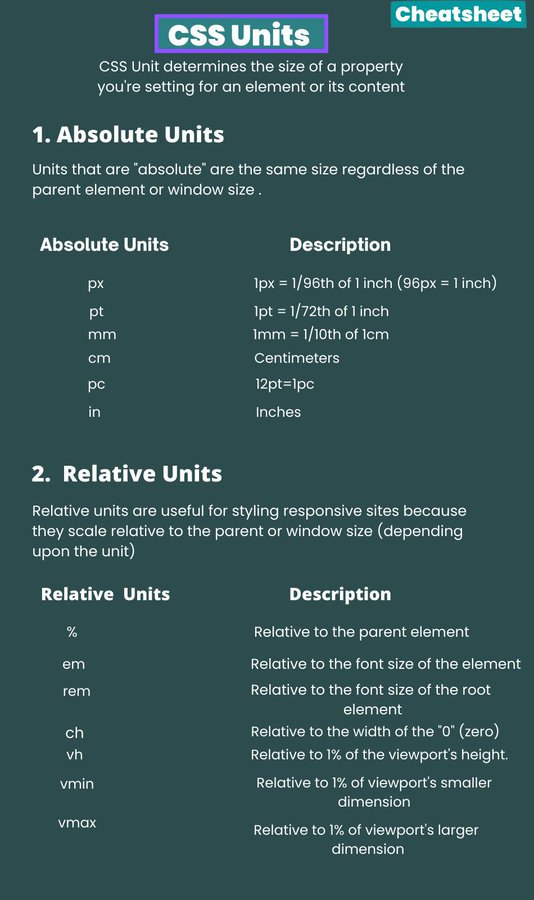 Cheatsheet
CSS Units
CSS Unit determines the size of a property
you're setting for an element or its content
1. Absolute Units
Units that are "absolute" are the same size regardless of the
parent element or window size .
Absolute Units Description
px 1px = 1/96th of 1 inch (96px = 1 inch)
pt 1pt = 1/72th of 1 inch
mm 1mm = 1/10th of 1cm
cm Centimeters
pc 12pt=1pc
in Inches
2. Relative Units
Relative units are useful for styling responsive sites because
they scale relative to the parent or window size (depending
upon the unit)
Relative Units Description
% Relative to the parent element
em Relative to the font size of the element
rem Relative to the font size of the root
element
ch Relative to the width of the "0" (zero)
vh Relative to 1% of the viewport's height.
vmin Relative to 1% of viewport's smaller
dimension
vmax Relative to 1% of viewport's larger
dimension